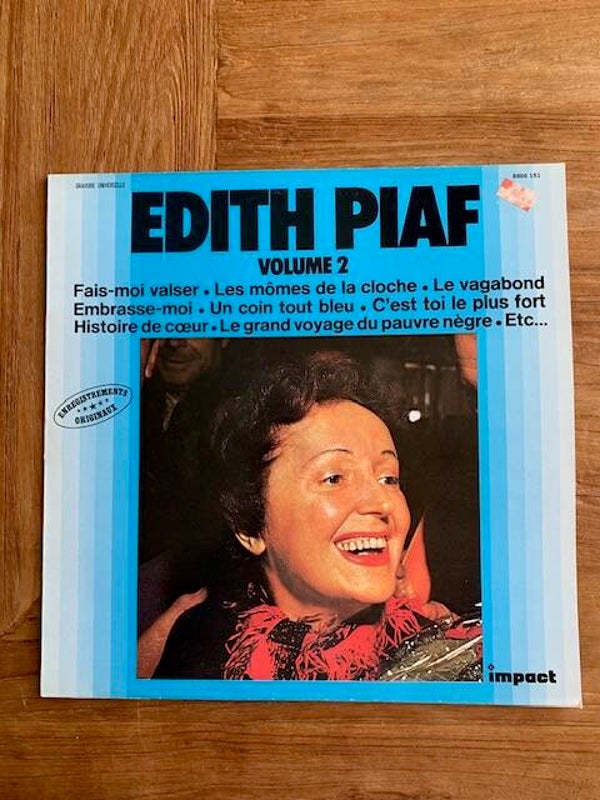 GRAVURE UNIVERSELLE
6886 151
EDITH PIAF
VOLUME 2
Fais-moi valser • Les mômes de la cloche • Le vagabond
Embrasse-moi • Un coin tout bleu • C'est toi le plus fort
Histoire de cœur • Le grand voyage du pauvre nègre • Etc...
ENREGISTREMENTS
ORIGINAUX
impact